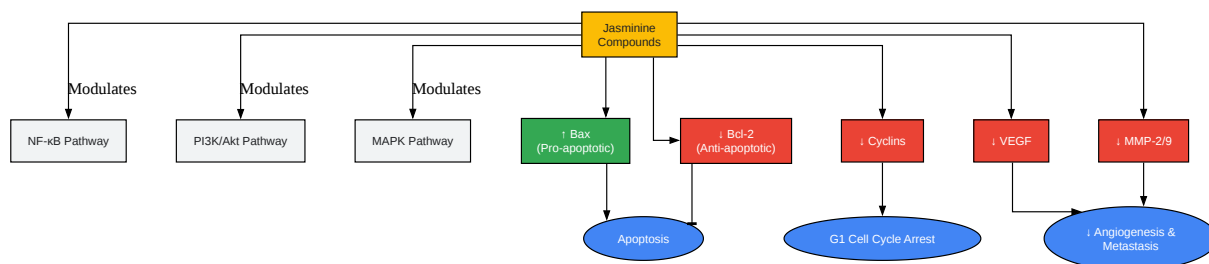 Jasminine
Compounds
Modulates
Modulates
Modulates
NF-κB Pathway
PI3K/Akt Pathway
MAPK Pathway
↑ Bax
(Pro-apoptotic)
↓ Bcl-2
(Anti-apoptotic)
↓ Cyclins
↓ VEGF
↓ MMP-2/9
Apoptosis
G1 Cell Cycle Arrest
↓ Angiogenesis &
Metastasis